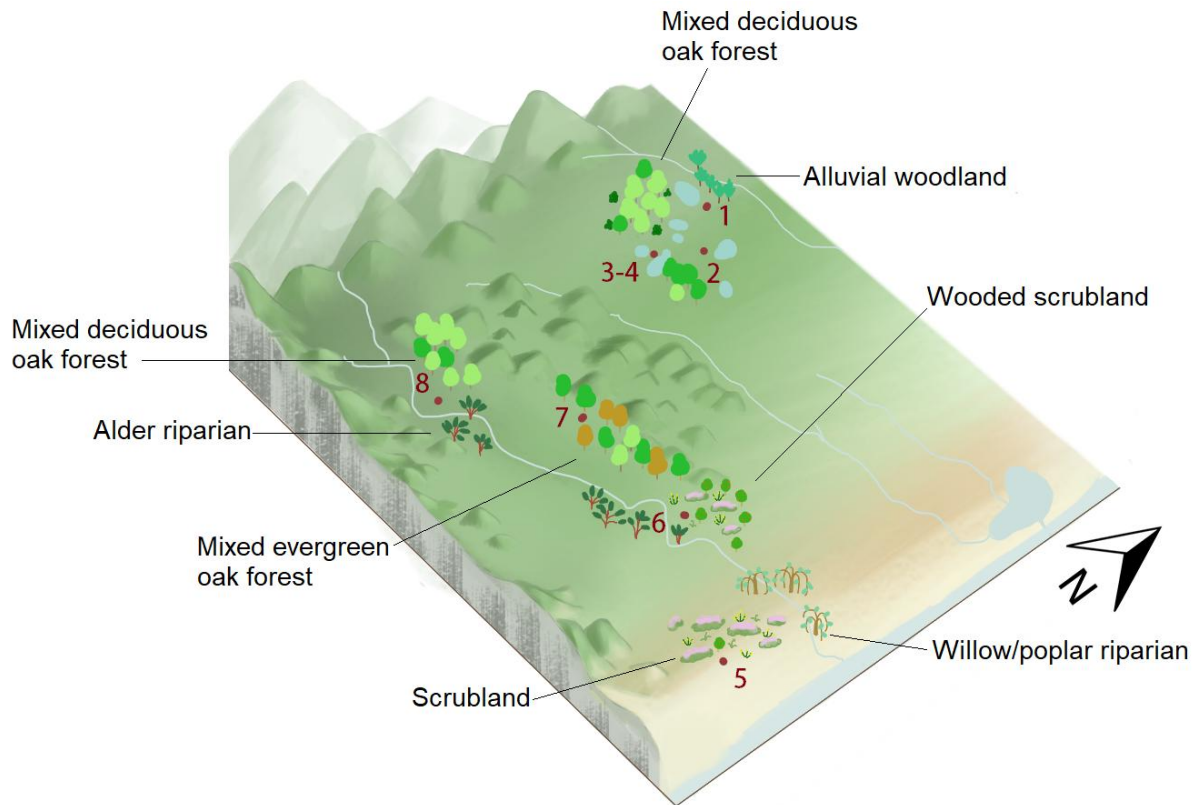 Mixed deciduous
oak forest
Alluvial woodland
1
3-4
2
Wooded scrubland
Mixed deciduous
oak forest
8
7
Alder riparian
6
Mixed evergreen
oak forest
N
Willow/poplar riparian
5
Scrubland